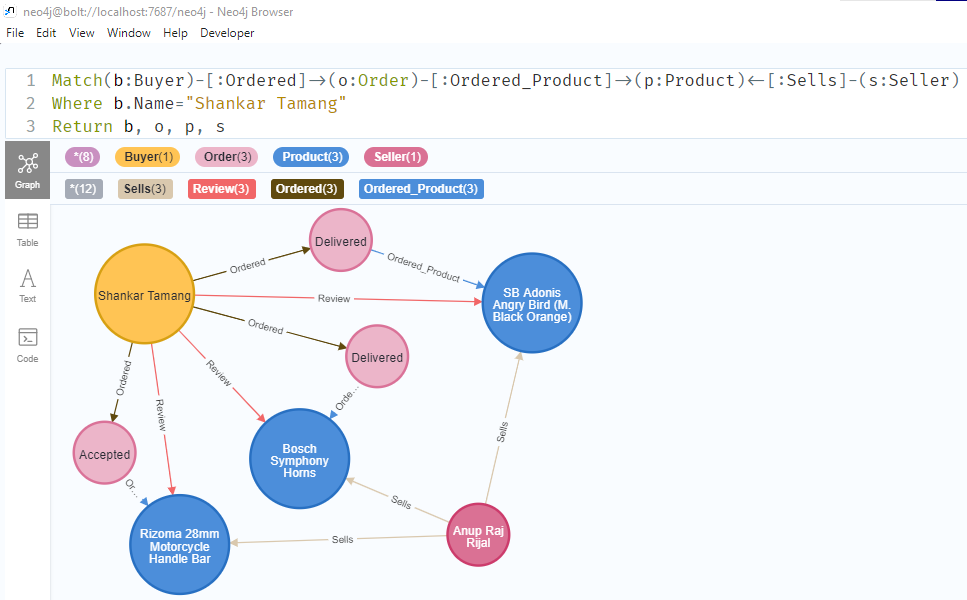 neo4j@bolt://localhost:7687/neo4j - Neo4j Browser
File Edit View Window Help Developer
1 Match(b:Buyer)-[:Ordered]->(o:Order)-[:Ordered_Product]->(p:Product)<-[:Sells]-(s:Seller)
2 Where b.Name="Shankar Tamang"
3 Return b, o, p, s
Graph
*(8) Buyer(1) Order(3) Product(3) Seller(1)
*(12) Sells(3) Review(3) Ordered(3) Ordered_Product(3)
Table
Text
Code
Delivered
Ordered
Ordered_Product
Shankar Tamang
Review
SB Adonis
Angry Bird (M.
Black Orange)
Ordered
Delivered
Ordered
Review
Review
Orde...
Accepted
Bosch
Symphony
Horns
Sells
Or...
Sells
Rizoma 28mm
Motorcycle
Handle Bar
Sells
Anup Raj
Rijal